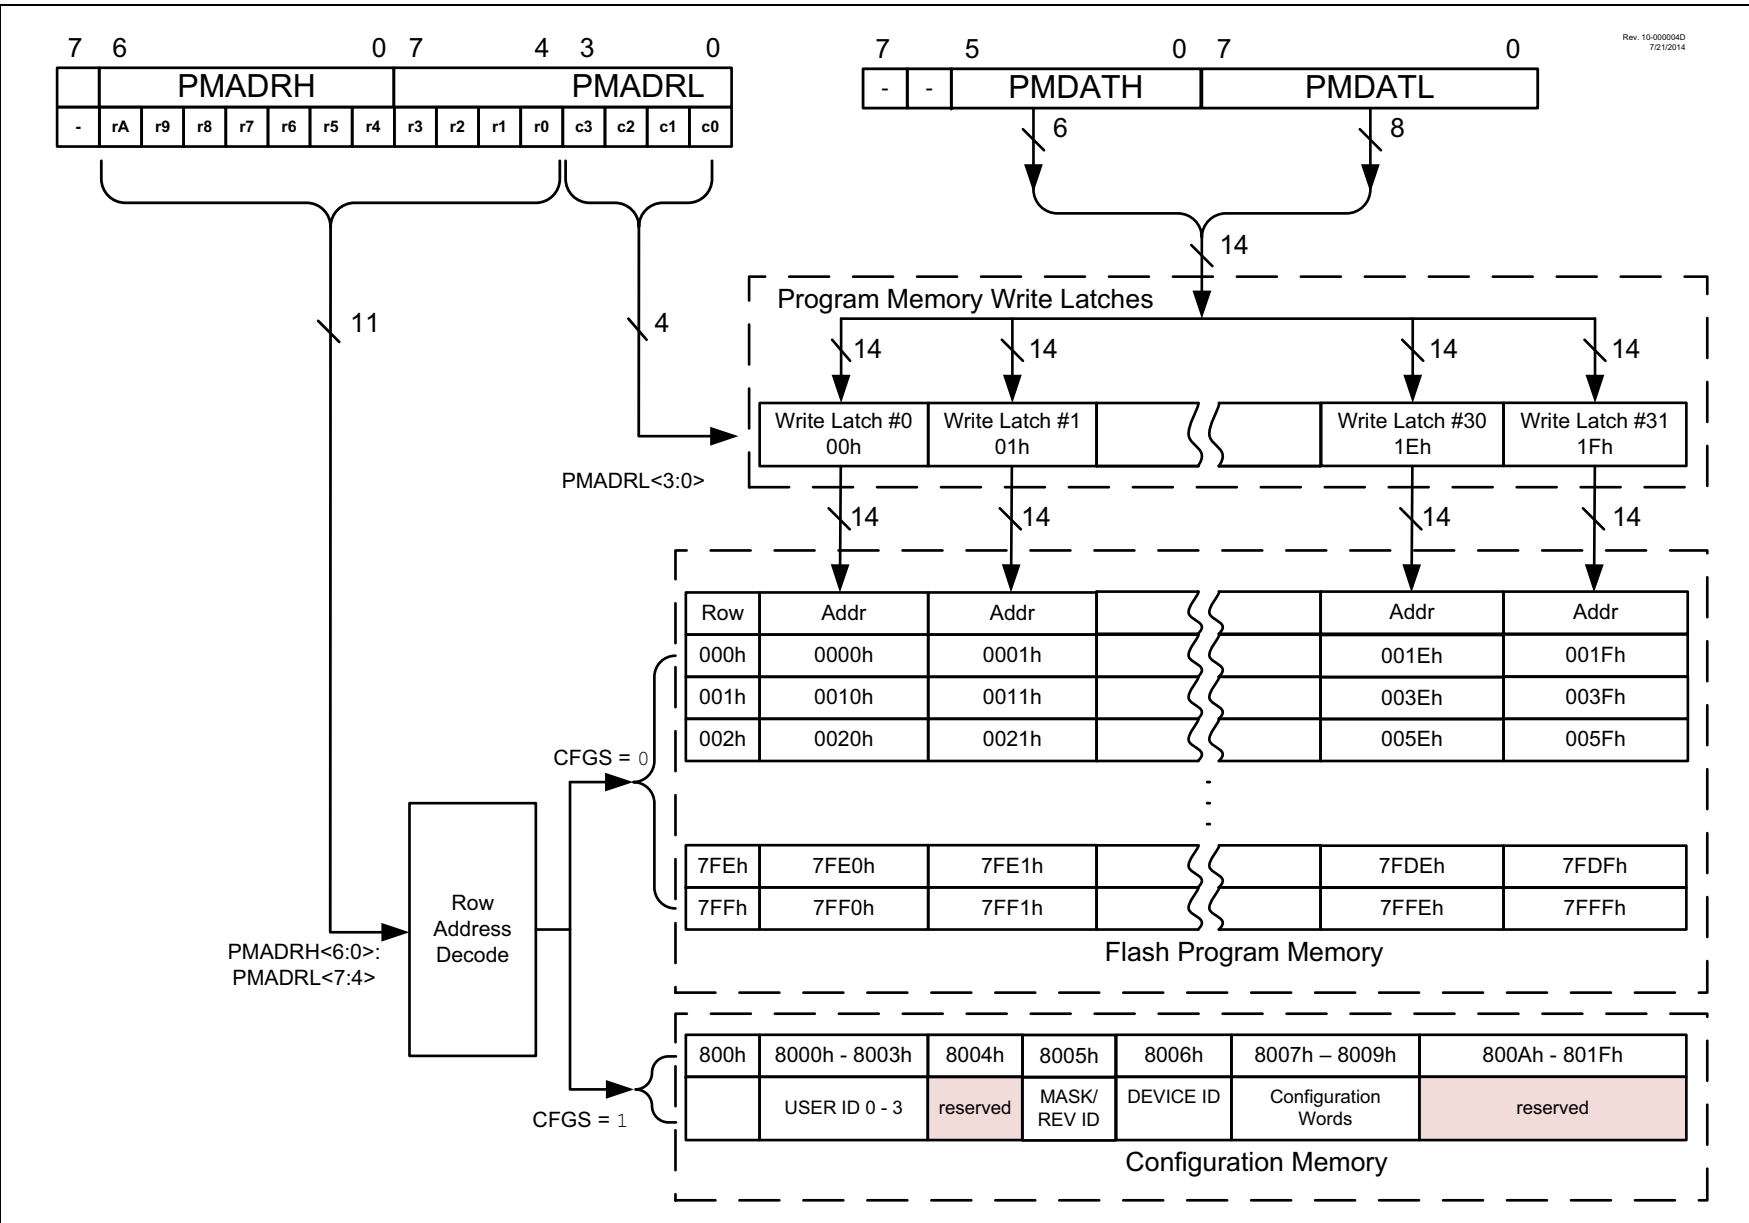 Rev. 10-000004D
7/21/2014
7 6 0 7 4 3 0
7 5 0 7 0
PMADRH PMADRL
- - PMDATH PMDATL
- rA r9 r8 r7 r6 r5 r4 r3 r2 r1 r0 c3 c2 c1 c0
6 8
14
11 4
Program Memory Write Latches
14 14 14 14
Write Latch #0 Write Latch #1 Write Latch #30 Write Latch #31
00h 01h 1Eh 1Fh
PMADRL<3:0>
14 14 14 14
Row Addr Addr Addr Addr
000h 0000h 0001h 001Eh 001Fh
001h 0010h 0011h 003Eh 003Fh
002h 0020h 0021h 005Eh 005Fh
CFGS = 0
7FEh 7FE0h 7FE1h 7FDEh 7FDFh
7FFh 7FF0h 7FF1h 7FFEh 7FFFh
Flash Program Memory
Row
Address
Decode
PMADRH<6:0>:
PMADRL<7:4>
800h 8000h - 8003h 8004h 8005h 8006h 8007h – 8009h 800Ah - 801Fh
USER ID 0 - 3 reserved MASK/
REV ID DEVICE ID Configuration
Words reserved
CFGS = 1
Configuration Memory